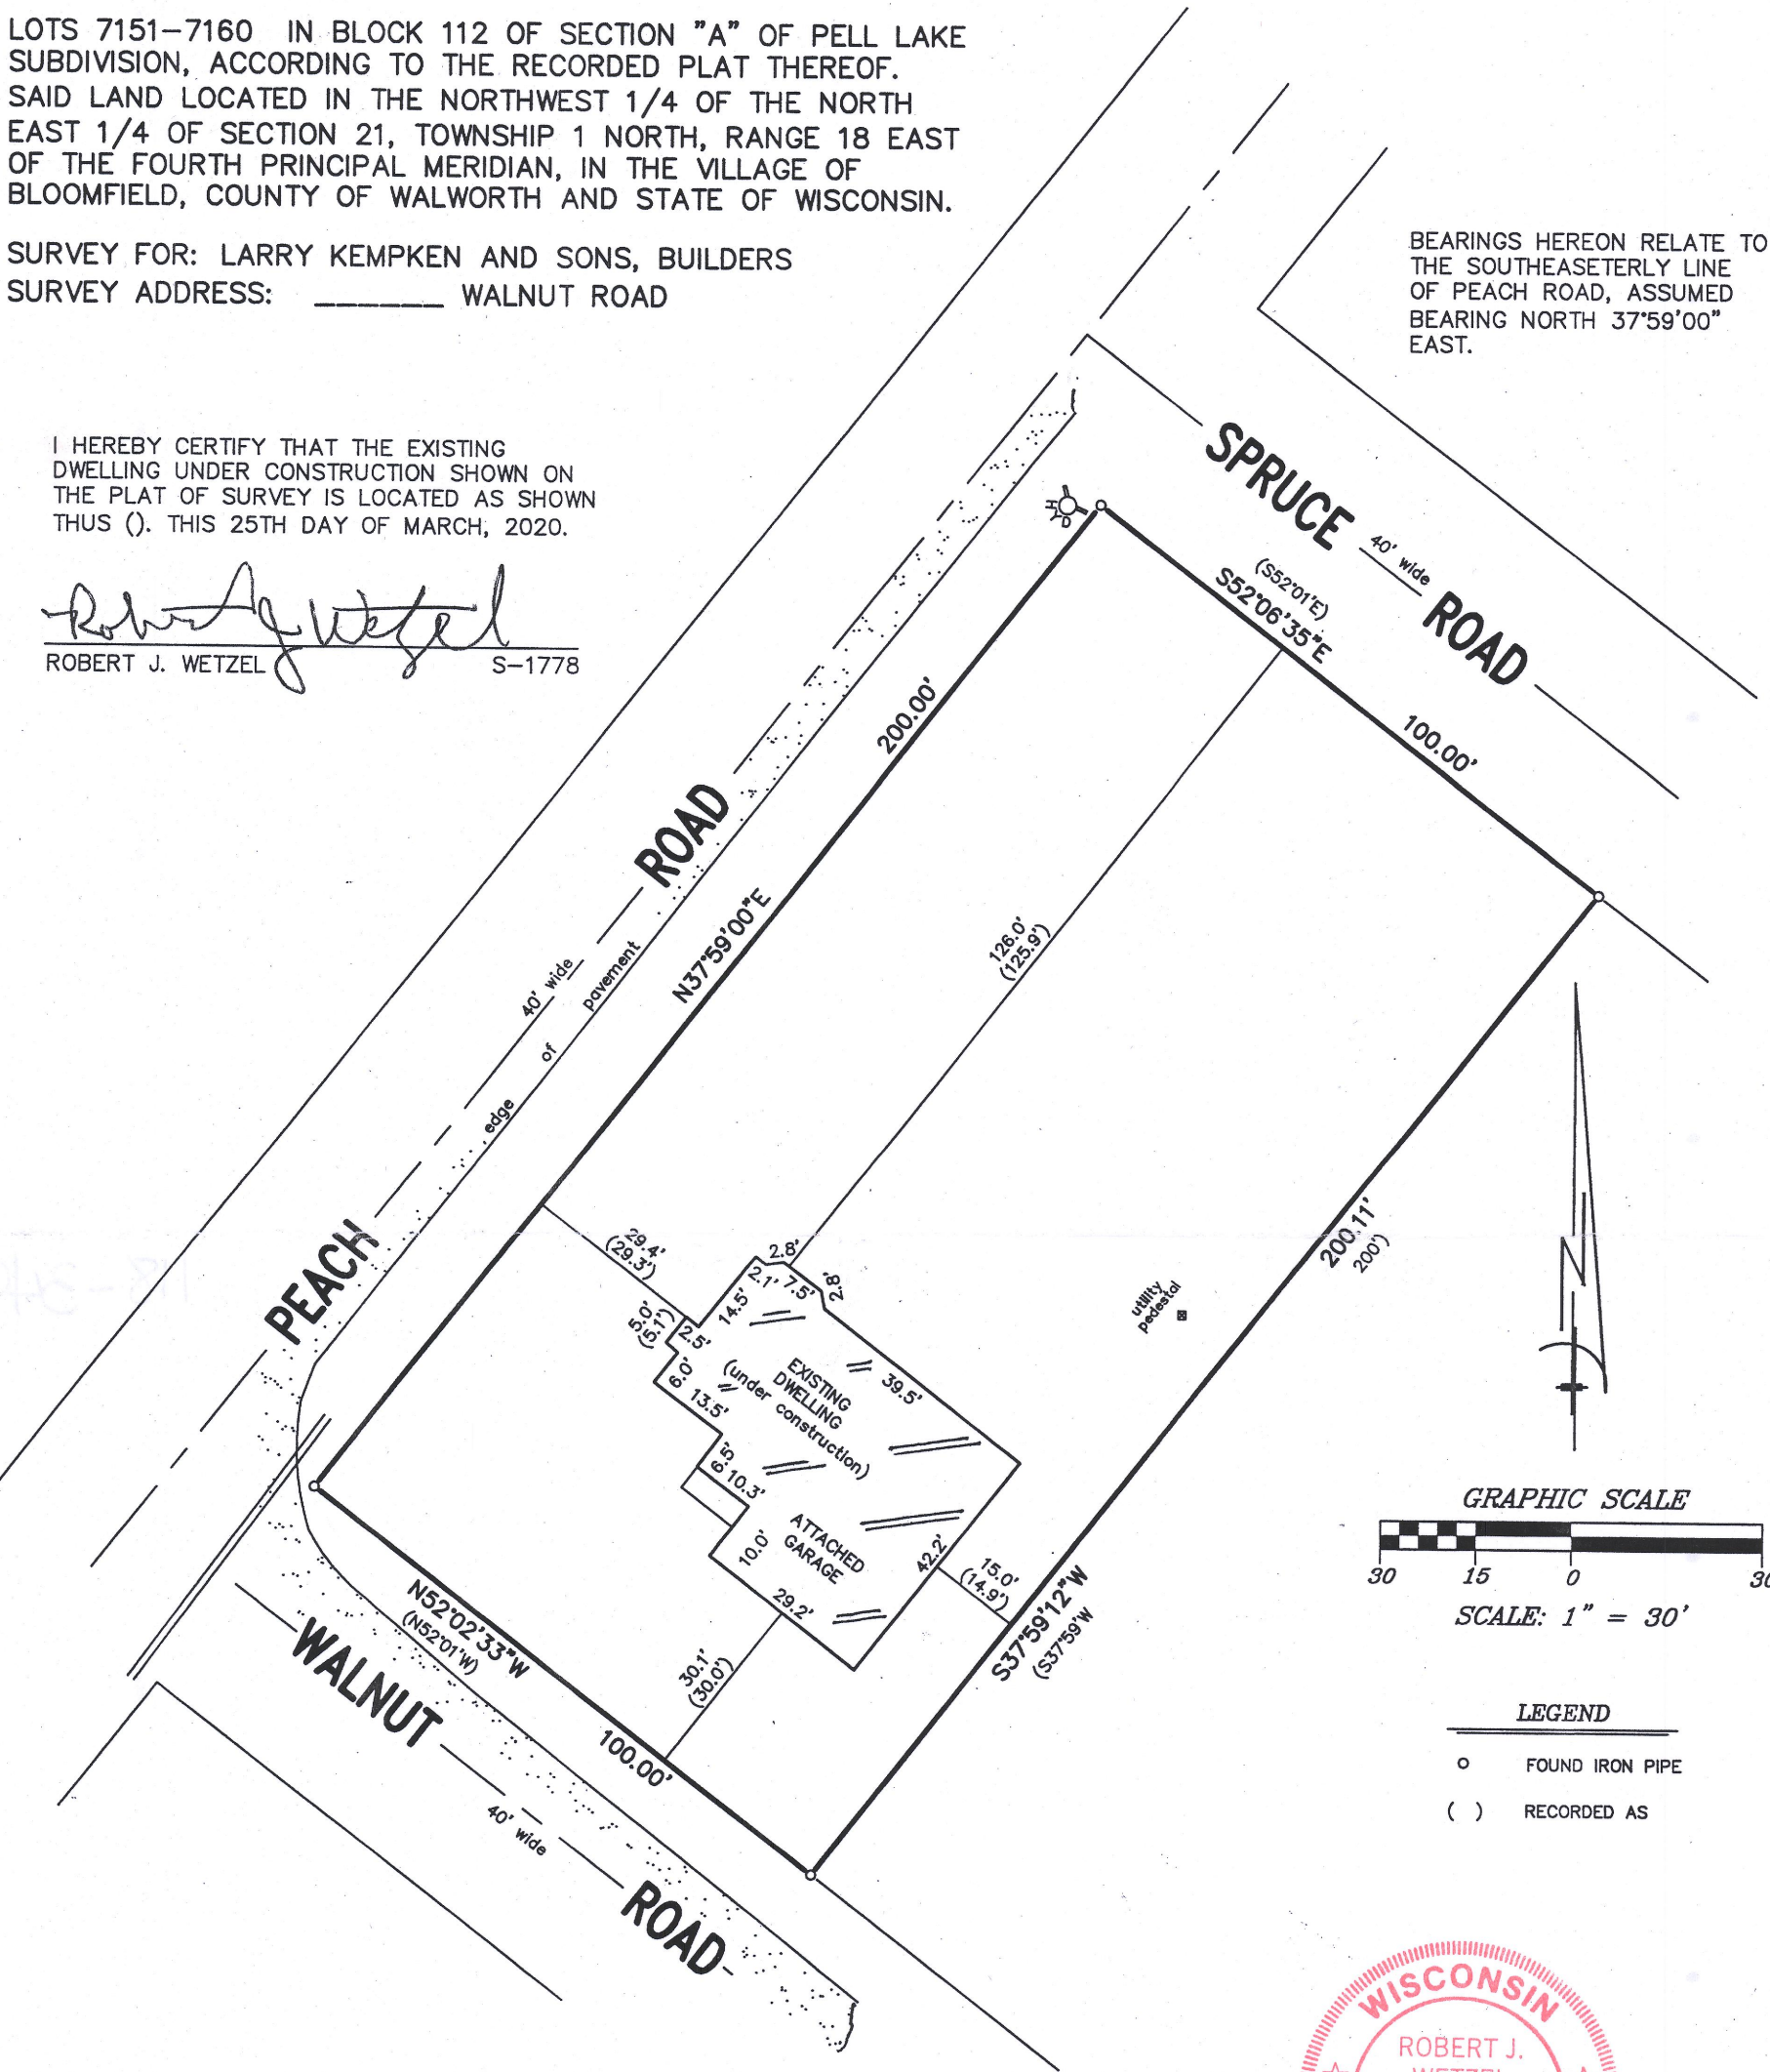 LOTS 7151-7160 IN BLOCK 112 OF SECTION "A" OF PELL LAKE
SUBDIVISION, ACCORDING TO THE RECORDED PLAT THEREOF.
SAID LAND LOCATED IN THE NORTHWEST 1/4 OF THE NORTH
EAST 1/4 OF SECTION 21, TOWNSHIP 1 NORTH, RANGE 18 EAST
OF THE FOURTH PRINCIPAL MERIDIAN, IN THE VILLAGE OF
BLOOMFIELD, COUNTY OF WALWORTH AND STATE OF WISCONSIN.
SURVEY FOR: LARRY KEMPKEN AND SONS, BUILDERS
SURVEY ADDRESS: ______ WALNUT ROAD
BEARINGS HEREON RELATE TO
THE SOUTHEASETERLY LINE
OF PEACH ROAD, ASSUMED
BEARING NORTH 37°59'00"
EAST.
I HEREBY CERTIFY THAT THE EXISTING
DWELLING UNDER CONSTRUCTION SHOWN ON
THE PLAT OF SURVEY IS LOCATED AS SHOWN
THUS (). THIS 25TH DAY OF MARCH, 2020.
Robert J Wetzel
ROBERT J. WETZEL S-1778
SPRUCE ROAD
40' wide
(S52°01'E)
S52°06'35"E
100.00'
HYD
200.00'
N37°59'00"E
PEACH ROAD
40' wide
edge of pavement
126.0'
(125.9')
29.4'
(29.3')
2.8'
2.1'
7.5'
2.8'
14.5'
5.0'
(5.1')
2.5'
6.0'
13.5'
6.5'
10.3'
10.0'
39.5'
EXISTING
DWELLING
(under construction)
ATTACHED
GARAGE
42.2'
29.2'
15.0'
(14.9')
30.1'
(30.0')
utility
pedestal
200.11'
200')
S37°59'12"W
(S37°59'W
N52°02'33"W
(N52°01'W)
100.00'
WALNUT ROAD
40' wide
N
GRAPHIC SCALE
30 15 0 30
SCALE: 1" = 30'
LEGEND
FOUND IRON PIPE
( ) RECORDED AS
WISCONSIN
ROBERT J.
WETZEL